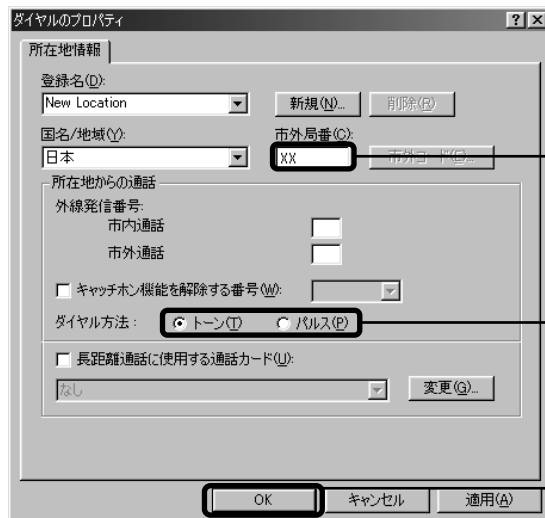 ダイヤルのプロパティ ? ×
所在地情報
登録名(D):
New Location 新規(N)... 削除(R)
国名/地域(Y): 市外局番(C):
日本 XX 市外コード(E)...
所在地からの通話
外線発信番号:
市内通話
市外通話
キャッチホン機能を解除する番号(W):
ダイヤル方法： トーン(T) パルス(P)
長距離通話に使用する通話カード(U):
なし 変更(G)...
OK キャンセル 適用(A)